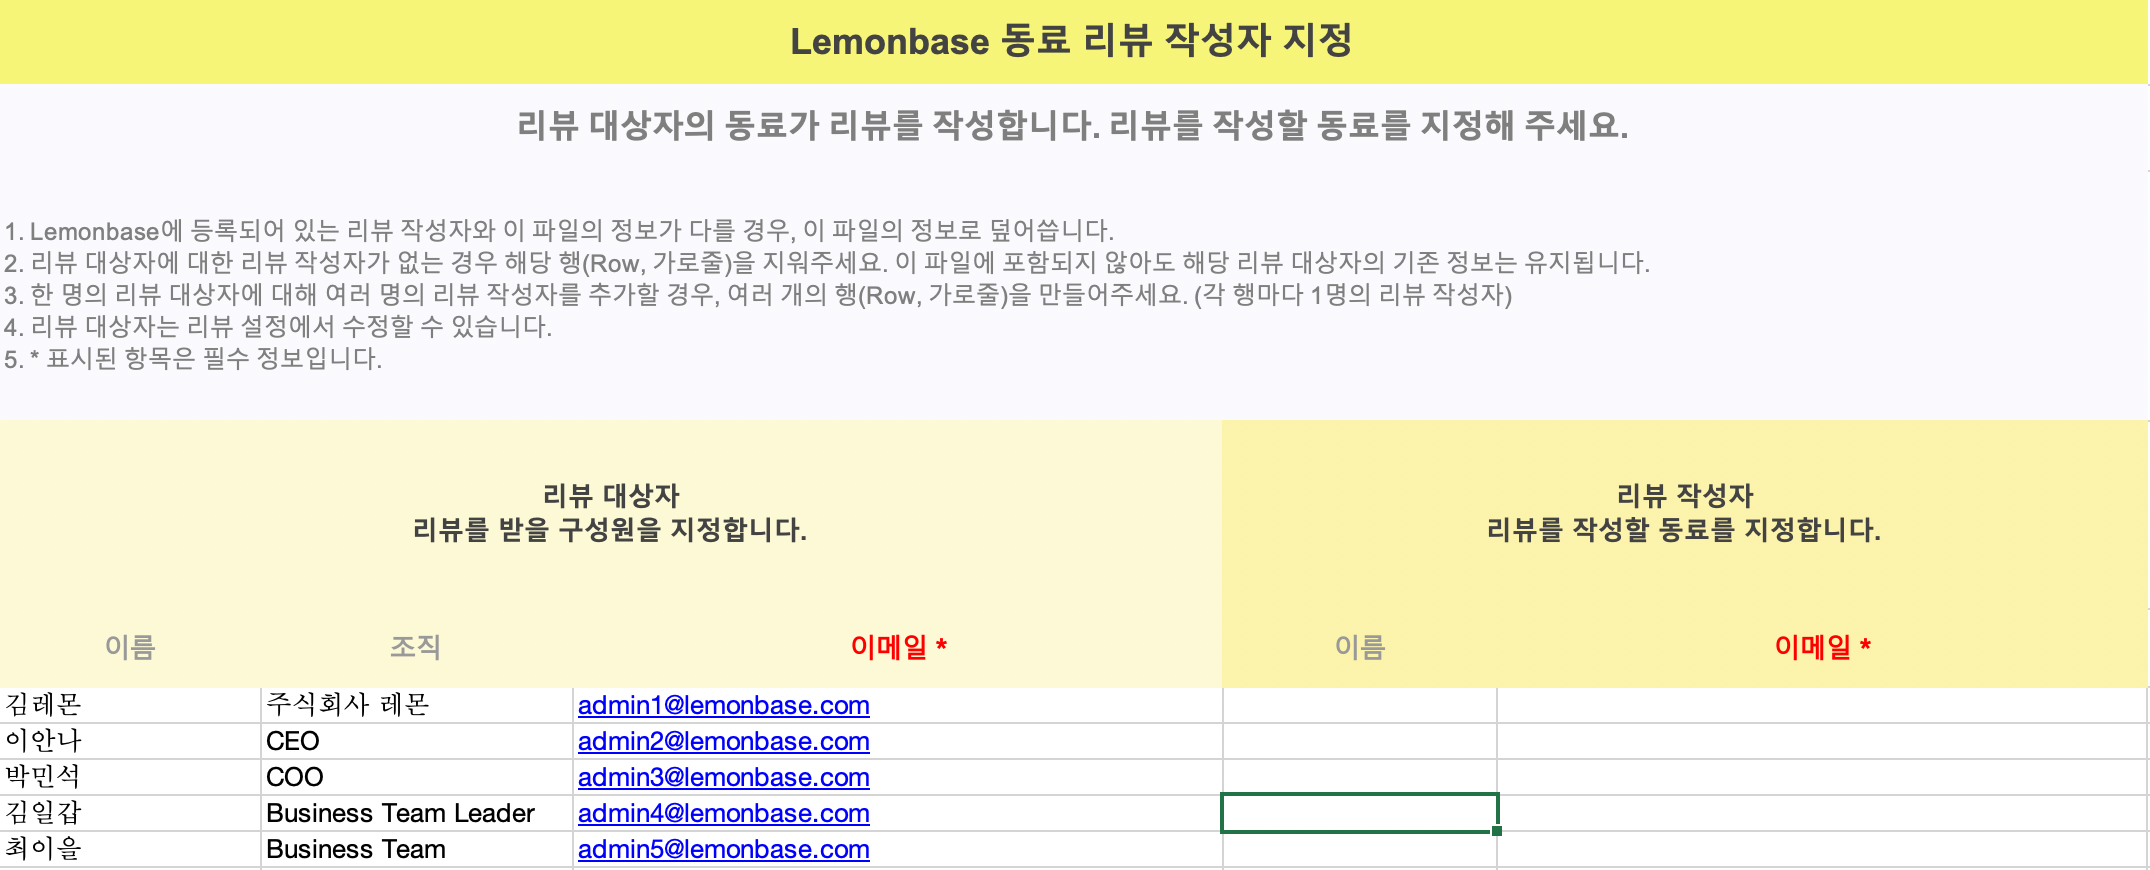 Lemonbase 동료 리뷰 작성자 지정
리뷰 대상자의 동료가 리뷰를 작성합니다. 리뷰를 작성할 동료를 지정해 주세요.
1. Lemonbase에 등록되어 있는 리뷰 작성자와 이 파일의 정보가 다를 경우, 이 파일의 정보로 덮어씁니다.
2. 리뷰 대상자에 대한 리뷰 작성자가 없는 경우 해당 행(Row, 가로줄)을 지워주세요. 이 파일에 포함되지 않아도 해당 리뷰 대상자의 기존 정보는 유지됩니다.
3. 한 명의 리뷰 대상자에 대해 여러 명의 리뷰 작성자를 추가할 경우, 여러 개의 행(Row, 가로줄)을 만들어주세요. (각 행마다 1명의 리뷰 작성자)
4. 리뷰 대상자는 리뷰 설정에서 수정할 수 있습니다.
5. * 표시된 항목은 필수 정보입니다.
리뷰 대상자
리뷰를 받을 구성원을 지정합니다.
리뷰 작성자
리뷰를 작성할 동료를 지정합니다.
이름 조직 이메일 * 이름 이메일 *
김레몬 주식회사 레몬 admin1@lemonbase.com
이안나 CEO admin2@lemonbase.com
박민석 COO admin3@lemonbase.com
김일갑 Business Team Leader admin4@lemonbase.com
최이을 Business Team admin5@lemonbase.com